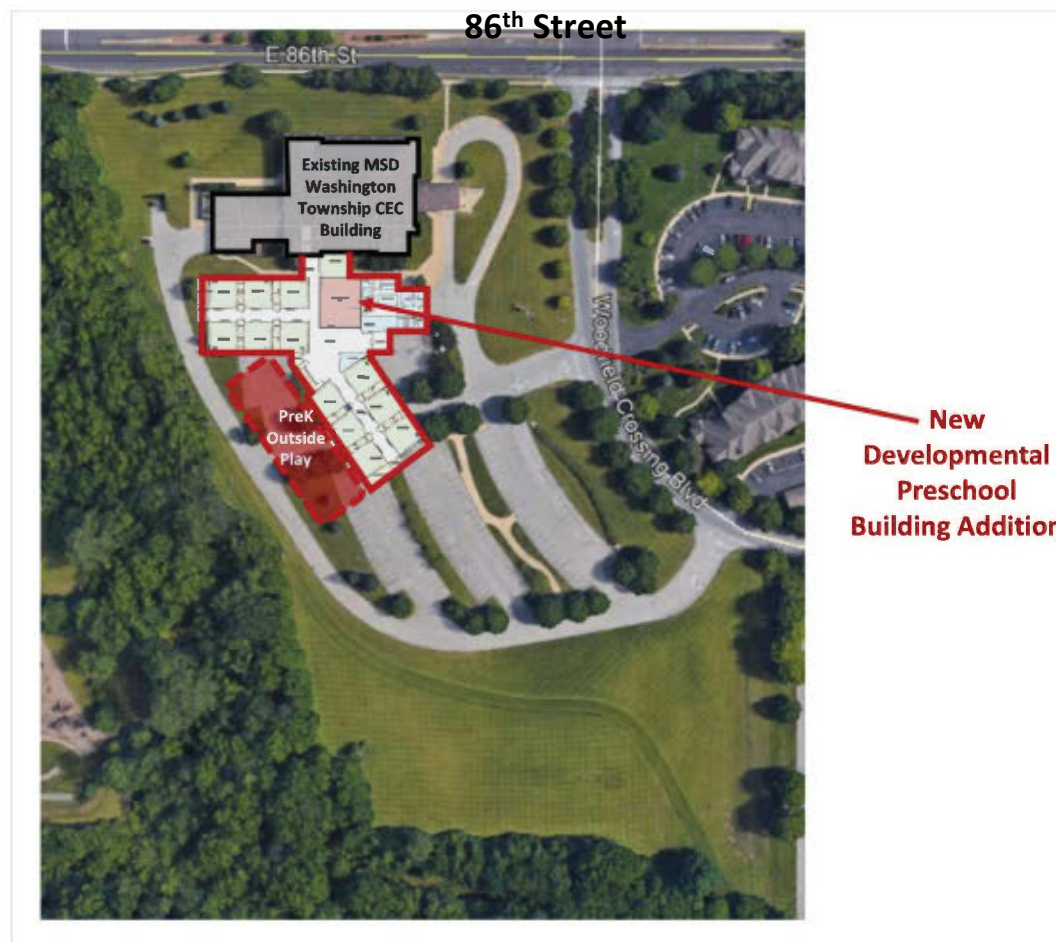 86th Street
E 86th St
Existing MSD
Washington
Township CEC
Building
Woodfield Crossing Blvd
PreK
Outside
Play
New
Developmental
Preschool
Building Addition